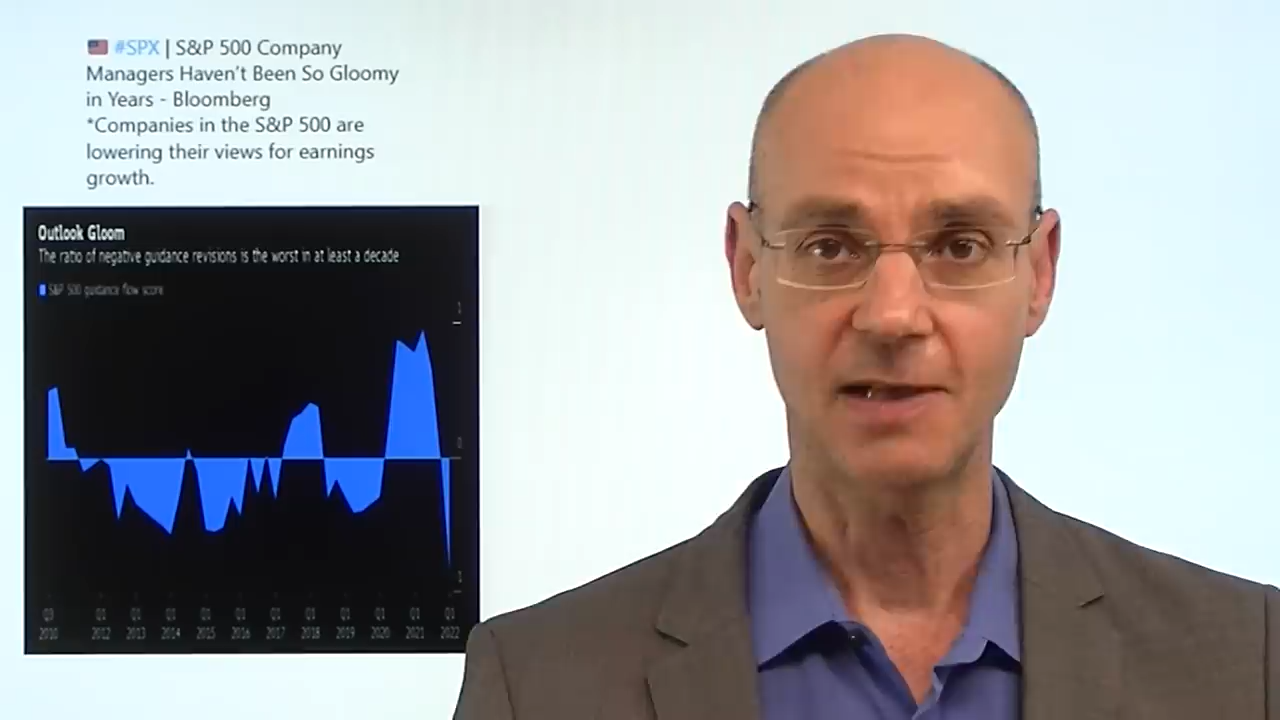 #SPX | S&P 500 Company
Managers Haven't Been So Gloomy
in Years - Bloomberg
*Companies in the S&P 500 are
lowering their views for earnings
growth.
Outlook Gloom
The ratio of negative guidance revisions is the worst in at least a decade
S&P 500 guidance flow score
1
0
1
Q3 Q1 Q1 Q1 Q1 Q1 Q1 Q1 Q1 Q1 Q1 Q1
2010 2012 2013 2014 2015 2016 2017 2018 2019 2020 2021 2022